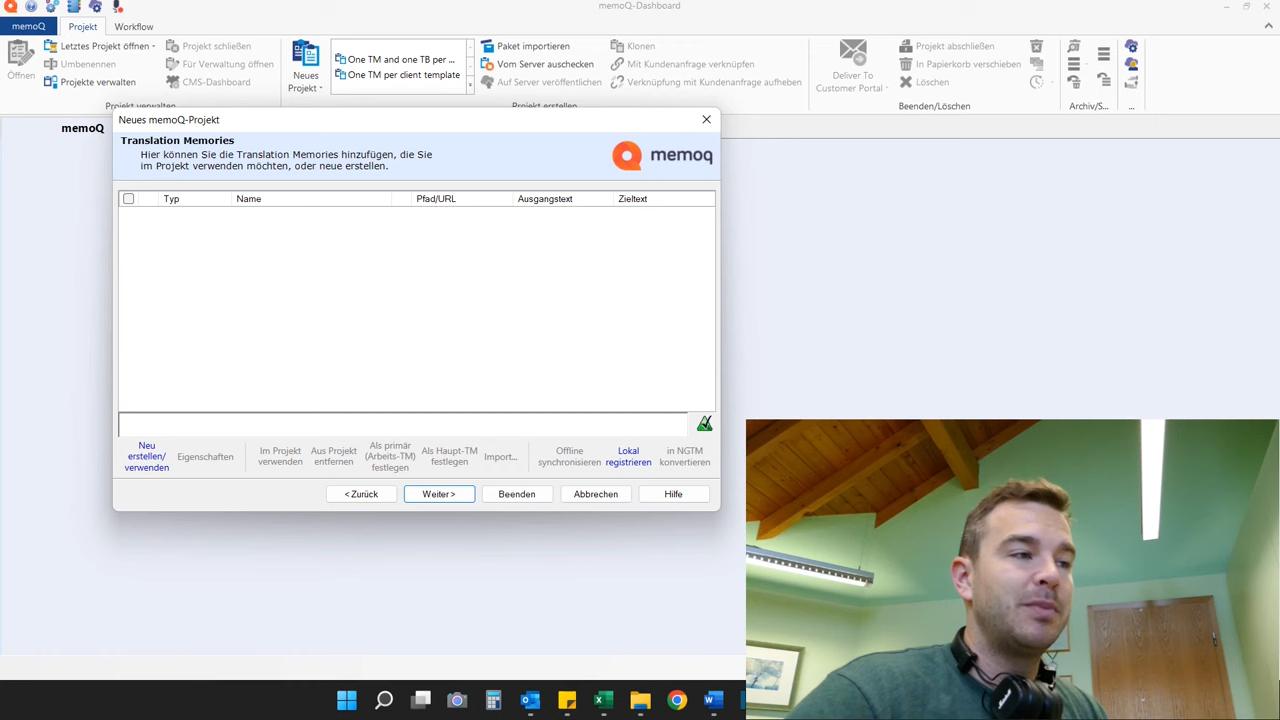 memoQ-Dashboard
memoQ
Projekt
Workflow
Öffnen
Letztes Projekt öffnen
Umbenennen
Projekte verwalten
Projekt schließen
Für Verwaltung öffnen
CMS-Dashboard
Projekt verwalten
Neues
Projekt
One TM and one TB per ...
One TM per client template
Paket importieren
Vom Server auschecken
Auf Server veröffentlichen
Klonen
Mit Kundenanfrage verknüpfen
Verknüpfung mit Kundenanfrage aufheben
Projekt erstellen
Deliver To
Customer Portal
Projekt abschließen
In Papierkorb verschieben
Löschen
Beenden/Löschen
Archiv/S...
...
memoQ
Neues memoQ-Projekt
Translation Memories
Hier können Sie die Translation Memories hinzufügen, die Sie
im Projekt verwenden möchten, oder neue erstellen.
memoq
Typ
Name
Pfad/URL
Ausgangstext
Zieltext
Neu
erstellen/
verwenden
Eigenschaften
Im Projekt
verwenden
Aus Projekt
entfernen
Als primär
(Arbeits-TM)
festlegen
Als Haupt-TM
festlegen
Import...
Offline
synchronisieren
Lokal
registrieren
in NGTM
konvertieren
<Zurück
Weiter>
Beenden
Abbrechen
Hilfe